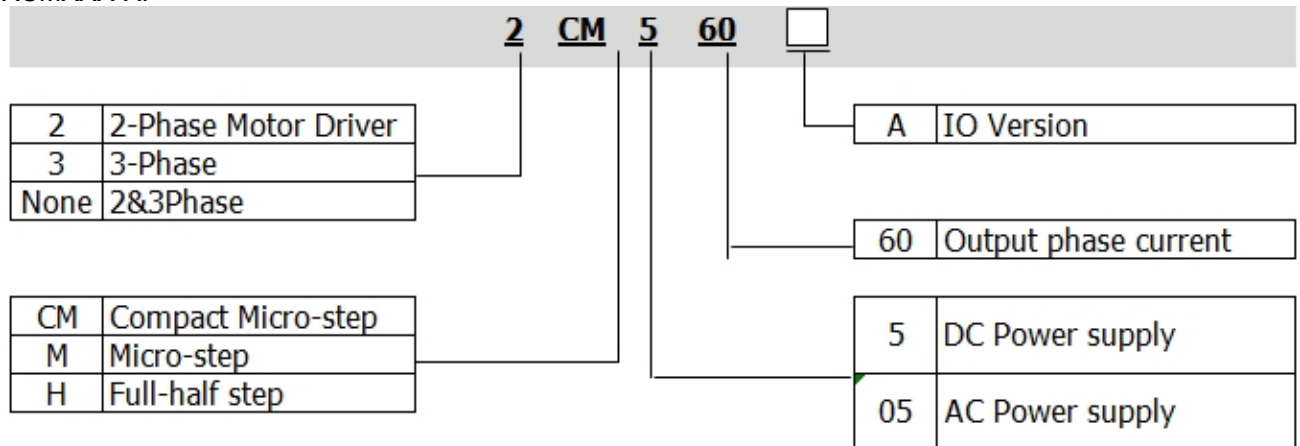 2 CM 5 60
2 2-Phase Motor Driver
3 3-Phase
None 2&3Phase
A IO Version
60 Output phase current
CM Compact Micro-step
M Micro-step
H Full-half step
5 DC Power supply
05 AC Power supply